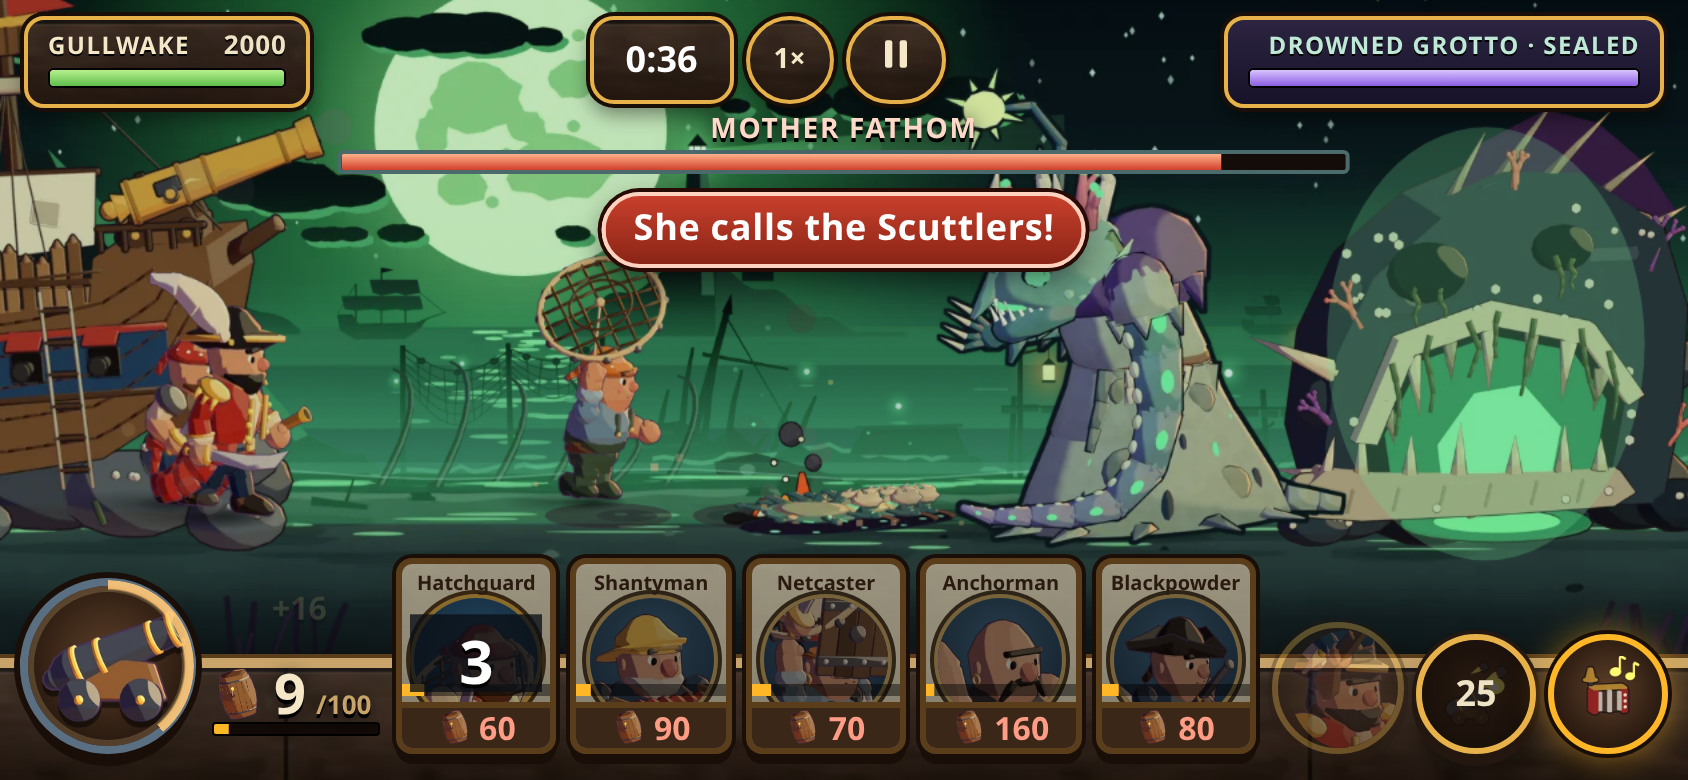 GULLWAKE 2000
0:36
1×
DROWNED GROTTO · SEALED
MOTHER FATHOM
She calls the Scuttlers!
+16
9 /100
Hatchguard
3
60
Shantyman
90
Netcaster
70
Anchorman
160
Blackpowder
80
25